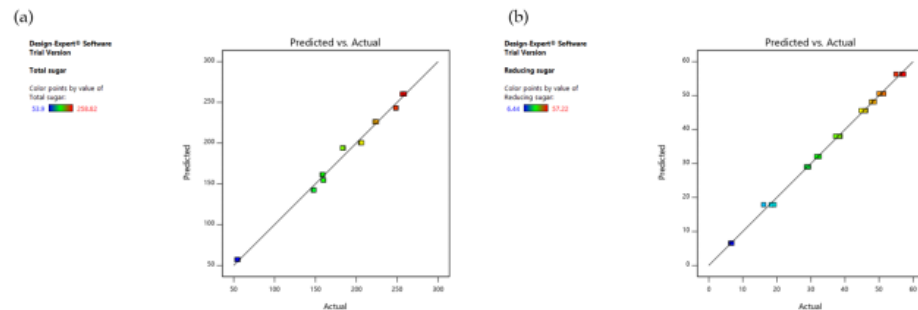 (a)
Design-Expert® Software
Trial Version
Total sugar
Color points by value of
Total sugar:
53.9 259.82
Predicted vs. Actual
300
250
200
150
100
50
Predicted
50 100 150 200 250 300
Actual
(b)
Design-Expert® Software
Trial Version
Reducing sugar
Color points by value of
Reducing sugar:
6.44 57.22
Predicted vs. Actual
60
50
40
30
20
10
0
Predicted
0 10 20 30 40 50 60
Actual